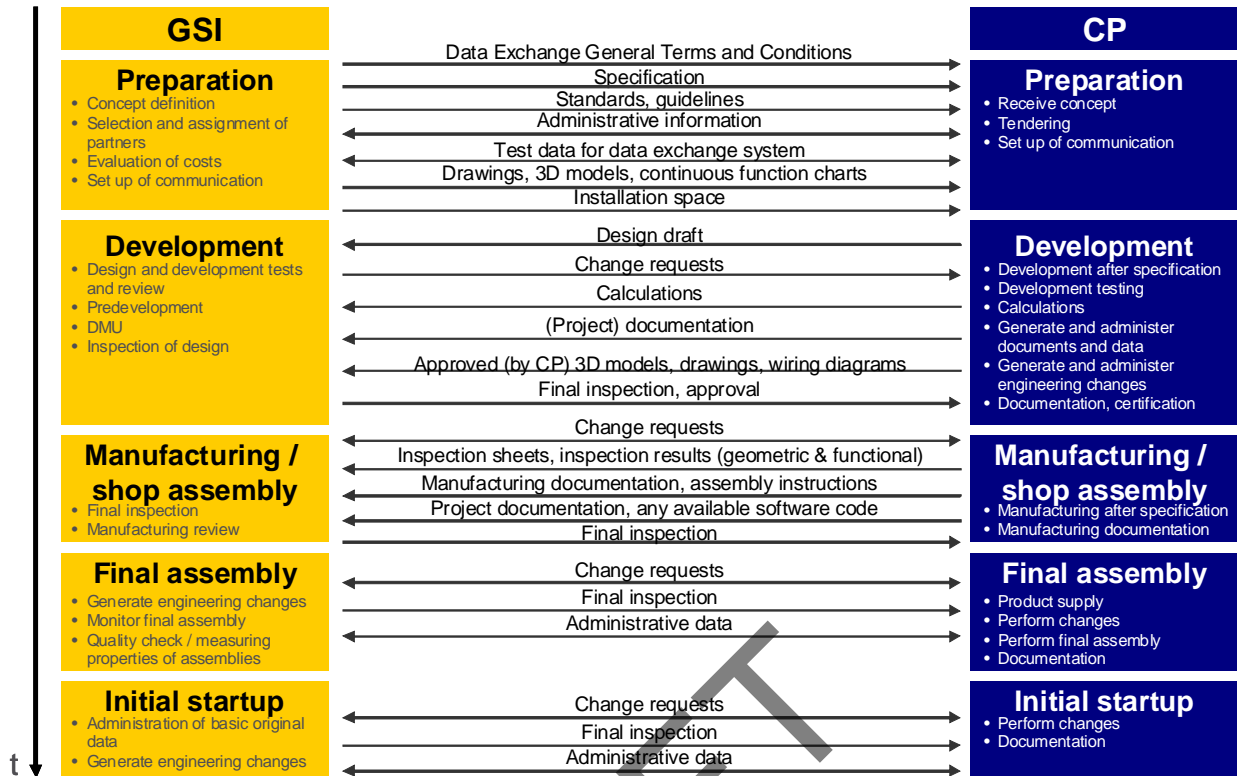 GSI
CP
Data Exchange General Terms and Conditions
Preparation
• Concept definition
• Selection and assignment of
partners
• Evaluation of costs
• Set up of communication
Specification
Standards, guidelines
Administrative information
Test data for data exchange system
Drawings, 3D models, continuous function charts
Installation space
Preparation
• Receive concept
• Tendering
• Set up of communication
Development
• Design and development tests
and review
• Predevelopment
• DMU
• Inspection of design
Design draft
Change requests
Calculations
(Project) documentation
Approved (by CP) 3D models, drawings, wiring diagrams
Final inspection, approval
Development
• Development after specification
• Development testing
• Calculations
• Generate and administer
documents and data
• Generate and administer
engineering changes
• Documentation, certification
Manufacturing /
shop assembly
• Final inspection
• Manufacturing review
Change requests
Inspection sheets, inspection results (geometric & functional)
Manufacturing documentation, assembly instructions
Project documentation, any available software code
Final inspection
Manufacturing /
shop assembly
• Manufacturing after specification
• Manufacturing documentation
Final assembly
• Generate engineering changes
• Monitor final assembly
• Quality check / measuring
properties of assemblies
Change requests
Final inspection
Administrative data
Final assembly
• Product supply
• Perform changes
• Perform final assembly
• Documentation
Initial startup
• Administration of basic original
data
• Generate engineering changes
Change requests
Final inspection
Administrative data
Initial startup
• Perform changes
• Documentation
t